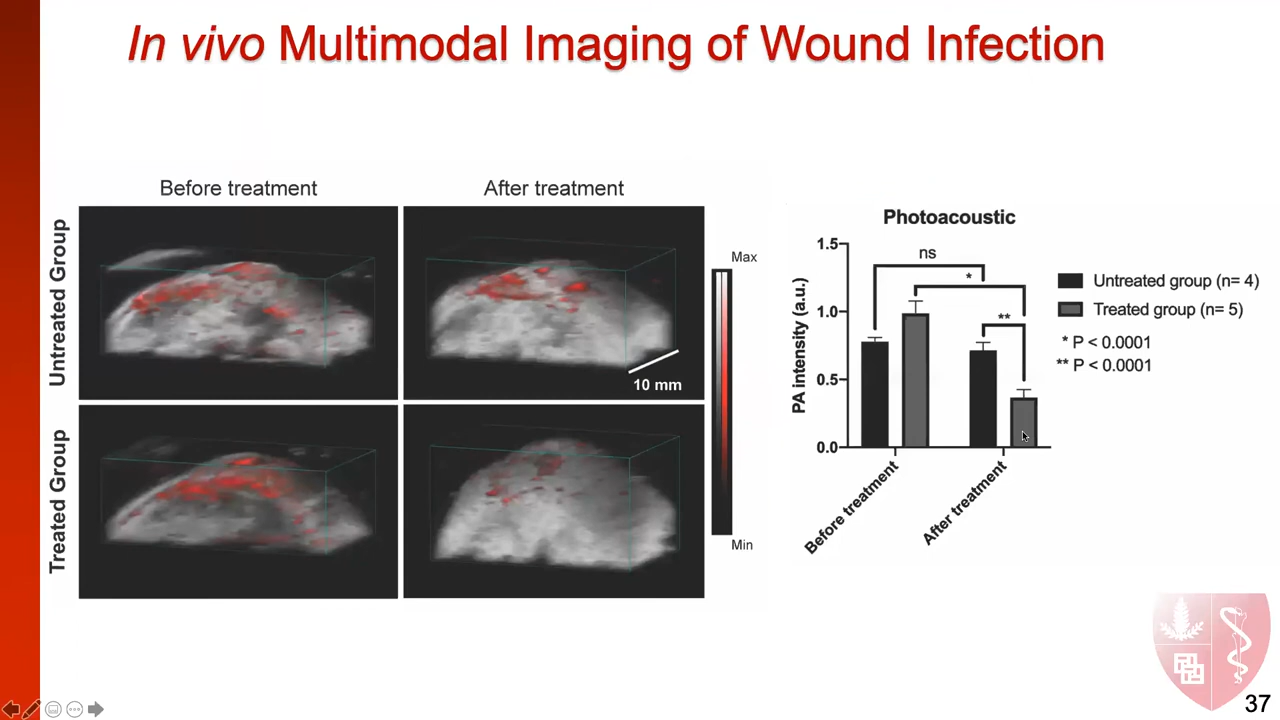 In vivo Multimodal Imaging of Wound Infection
Before treatment
After treatment
Untreated Group
Treated Group
10 mm
Max
Min
Photoacoustic
PA intensity (a.u.)
1.5
1.0
0.5
0.0
ns
*
**
Before treatment
After treatment
Untreated group (n= 4)
Treated group (n= 5)
* P < 0.0001
** P < 0.0001
37